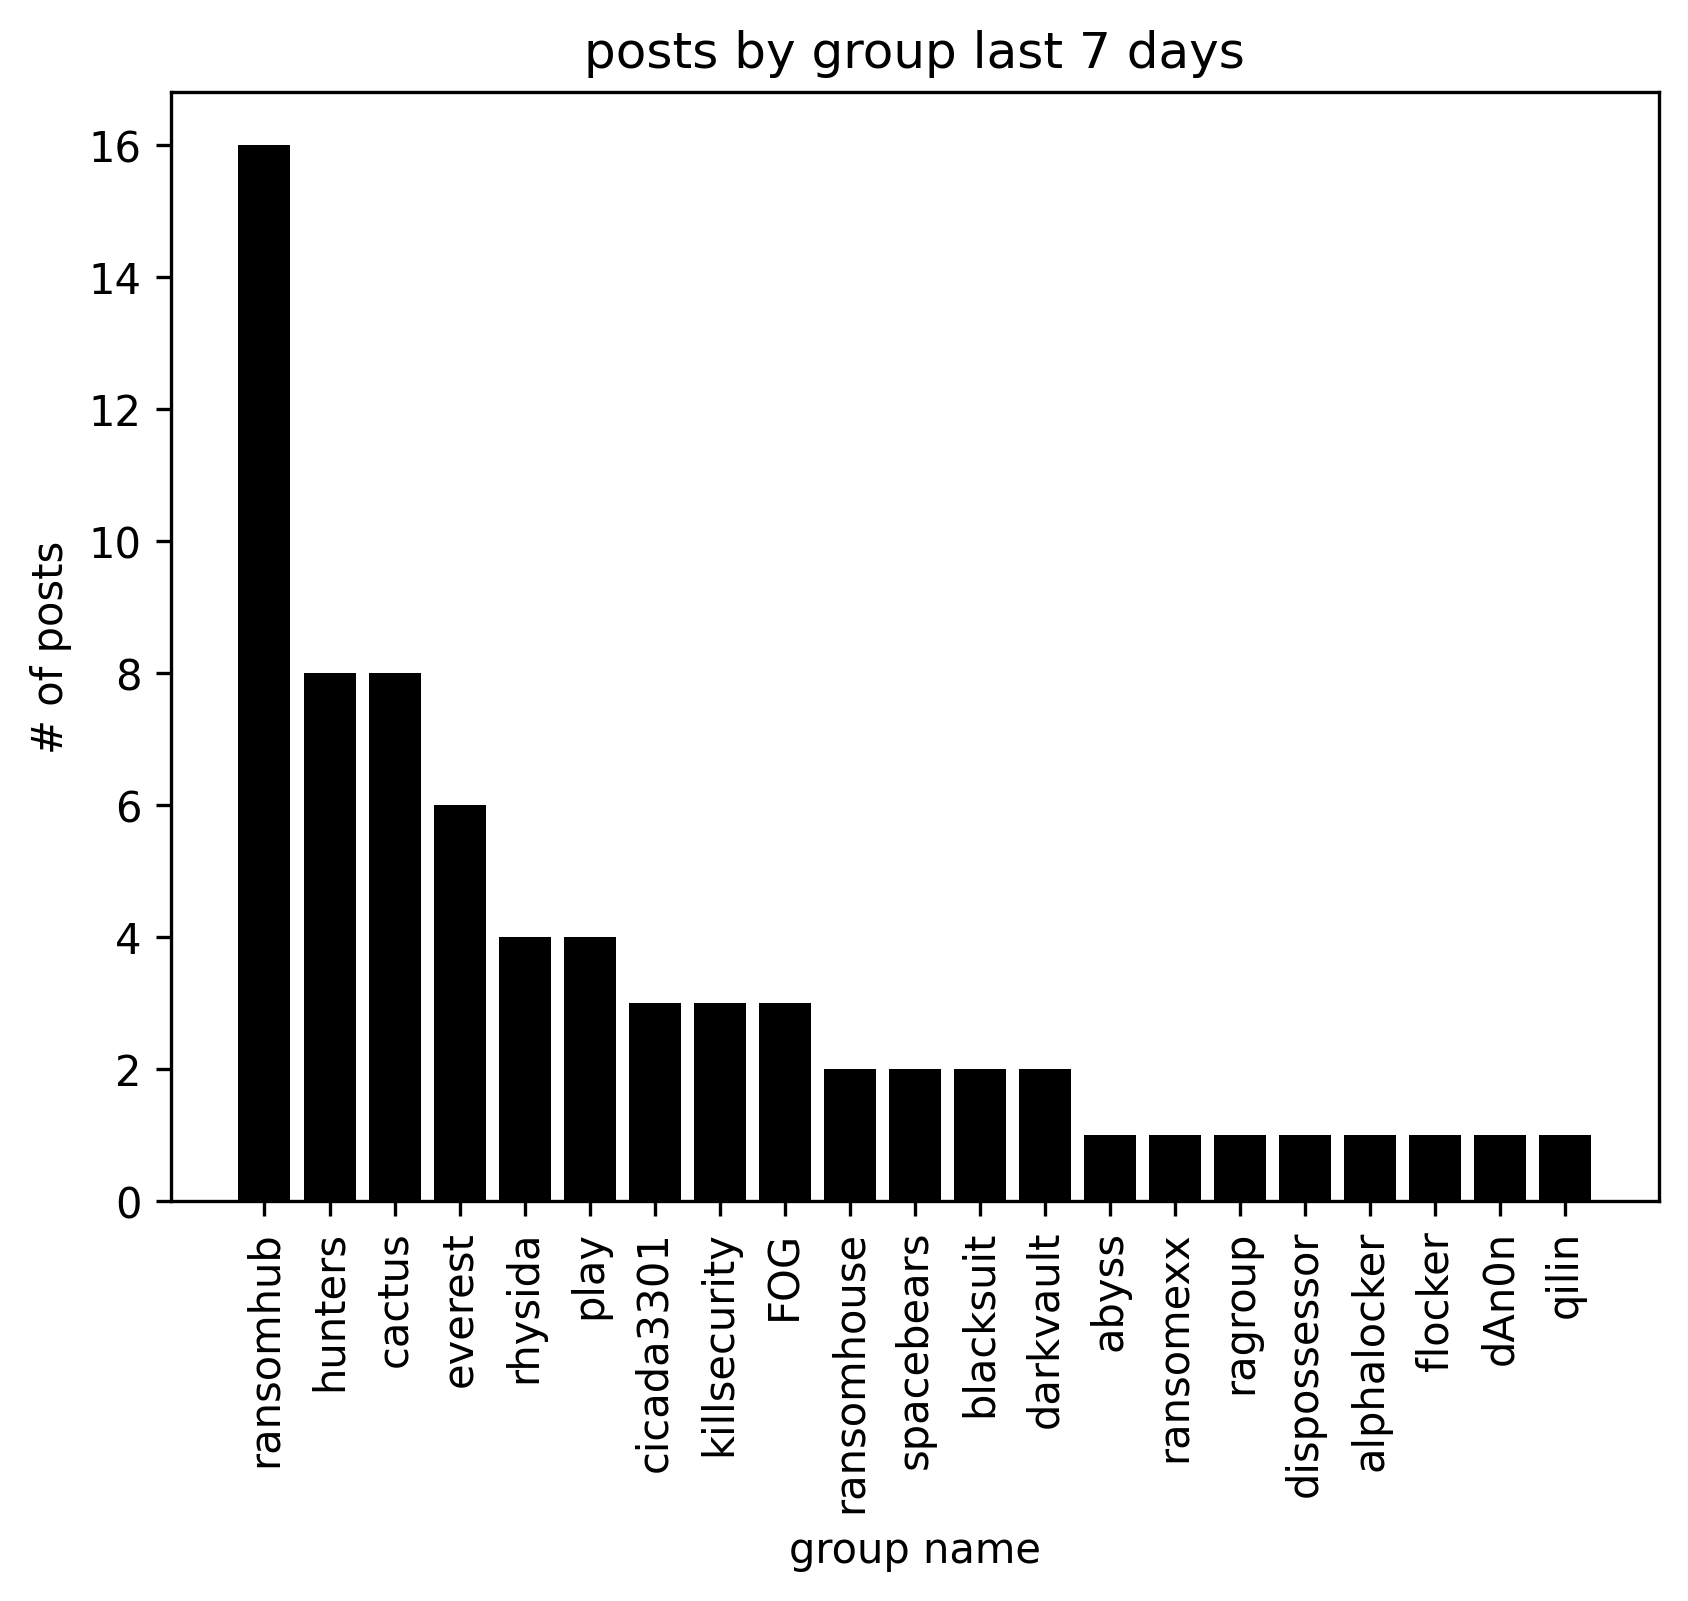 posts by group last 7 days
16
14
12
10
8
6
4
2
0
# of posts
ransomhub
hunters
cactus
everest
rhysida
play
cicada3301
killsecurity
FOG
ransomhouse
spacebears
blacksuit
darkvault
abyss
ransomexx
ragroup
dispossessor
alphalocker
flocker
dAn0n
qilin
group name